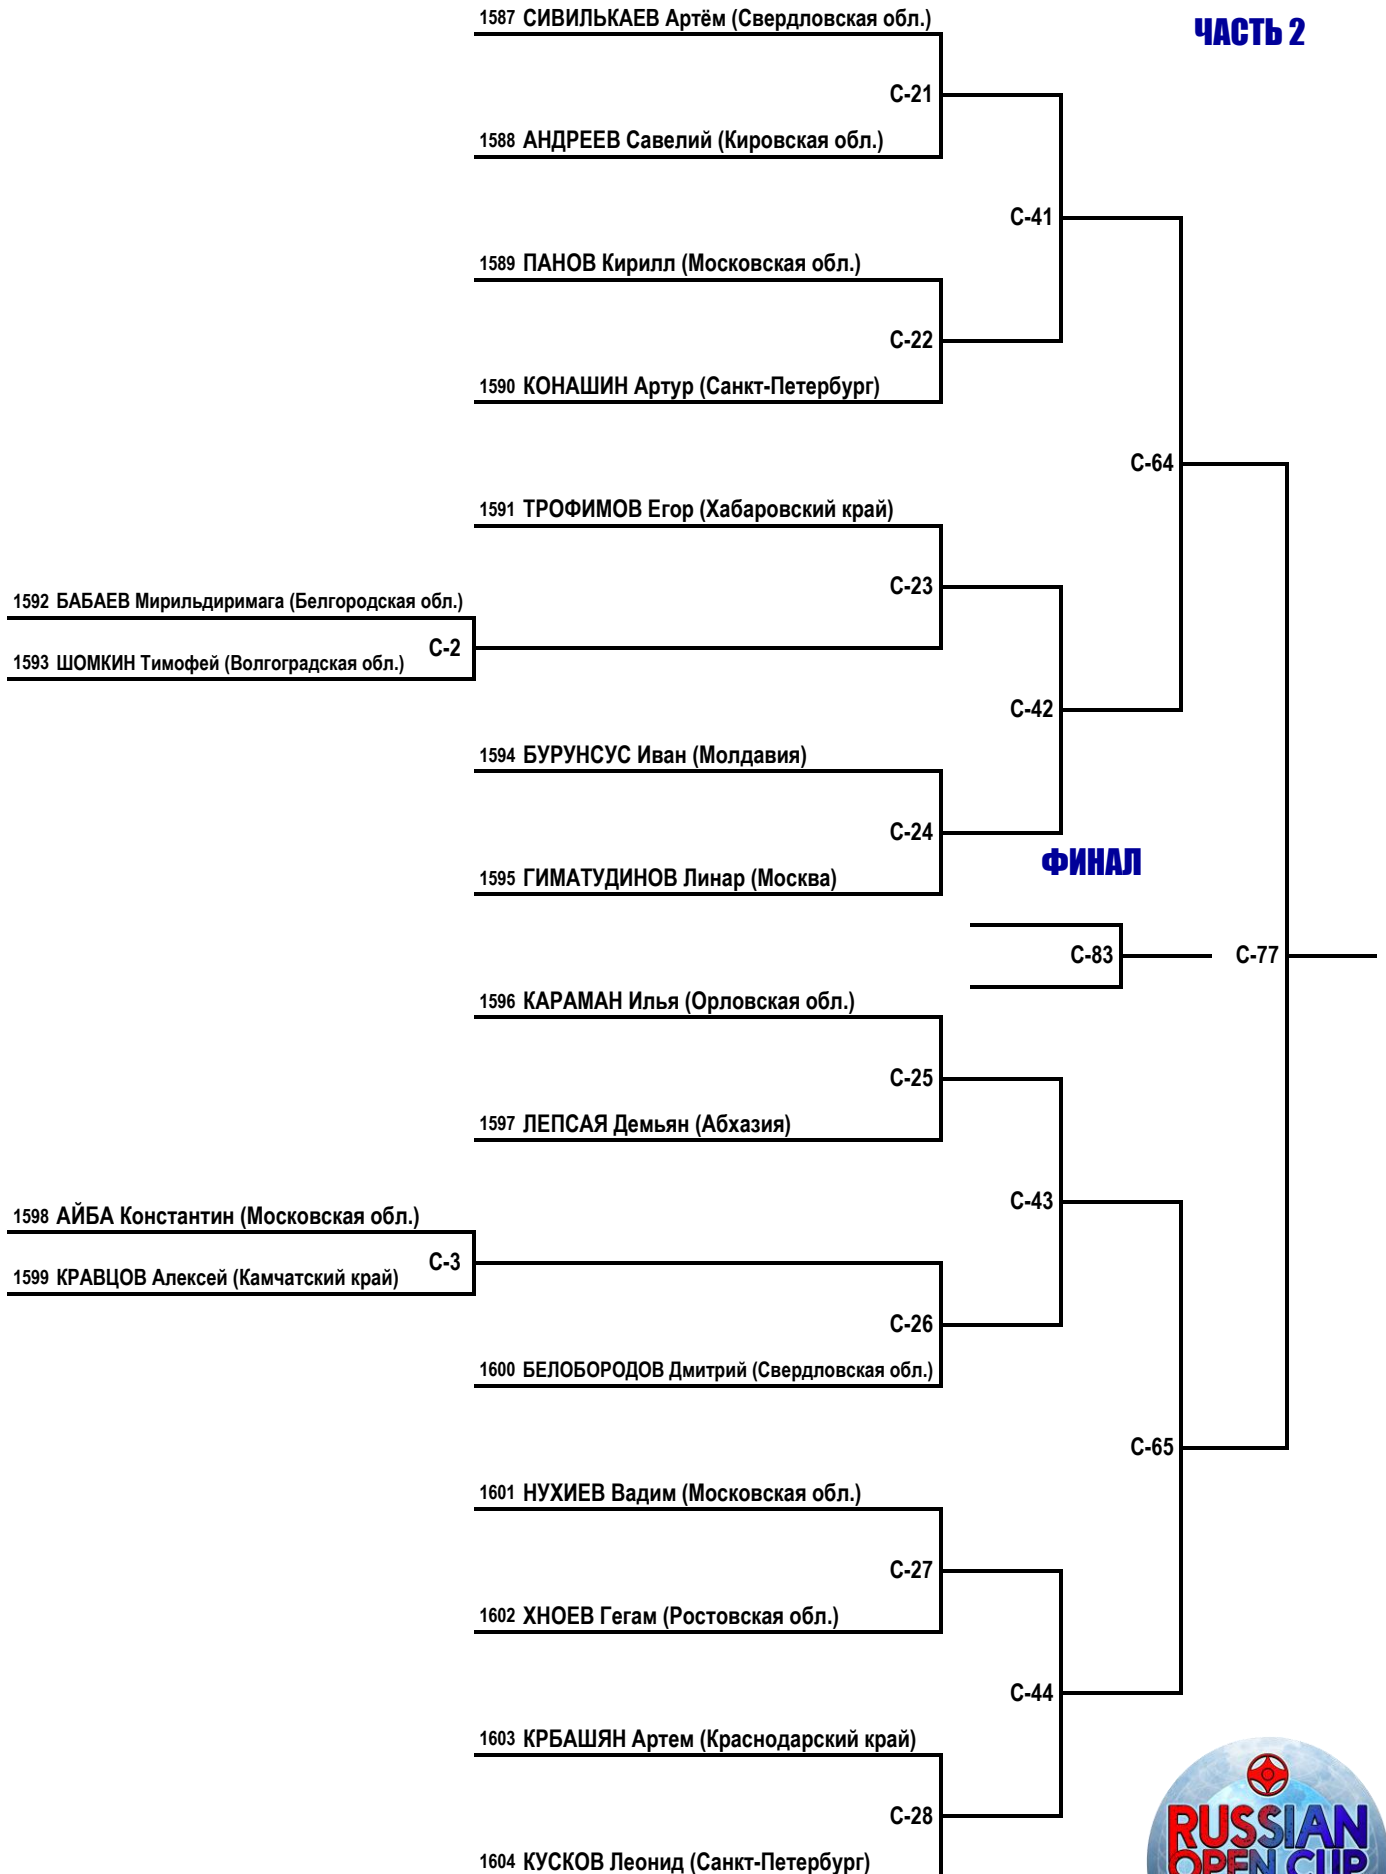 1587 СИВИЛЬКАЕВ Артём (Свердловская обл.)
ЧАСТЬ 2
С-21
1588 АНДРЕЕВ Савелий (Кировская обл.)
С-41
1589 ПАНОВ Кирилл (Московская обл.)
С-22
1590 КОНАШИН Артур (Санкт-Петербург)
С-64
1591 ТРОФИМОВ Егор (Хабаровский край)
С-23
1592 БАБАЕВ Мирильдиримага (Белгородская обл.)
С-2
1593 ШОМКИН Тимофей (Волгоградская обл.)
С-42
1594 БУРУНСУС Иван (Молдавия)
С-24
ФИНАЛ
1595 ГИМАТУДИНОВ Линар (Москва)
С-83
С-77
1596 КАРАМАН Илья (Орловская обл.)
С-25
1597 ЛЕПСАЯ Демьян (Абхазия)
С-43
1598 АЙБА Константин (Московская обл.)
С-3
1599 КРАВЦОВ Алексей (Камчатский край)
С-26
1600 БЕЛОБОРОДОВ Дмитрий (Свердловская обл.)
С-65
1601 НУХИЕВ Вадим (Московская обл.)
С-27
1602 ХНОЕВ Гегам (Ростовская обл.)
С-44
1603 КРБАШЯН Артем (Краснодарский край)
С-28
RUSSIAN
OPEN CUP
1604 КУСКОВ Леонид (Санкт-Петербург)